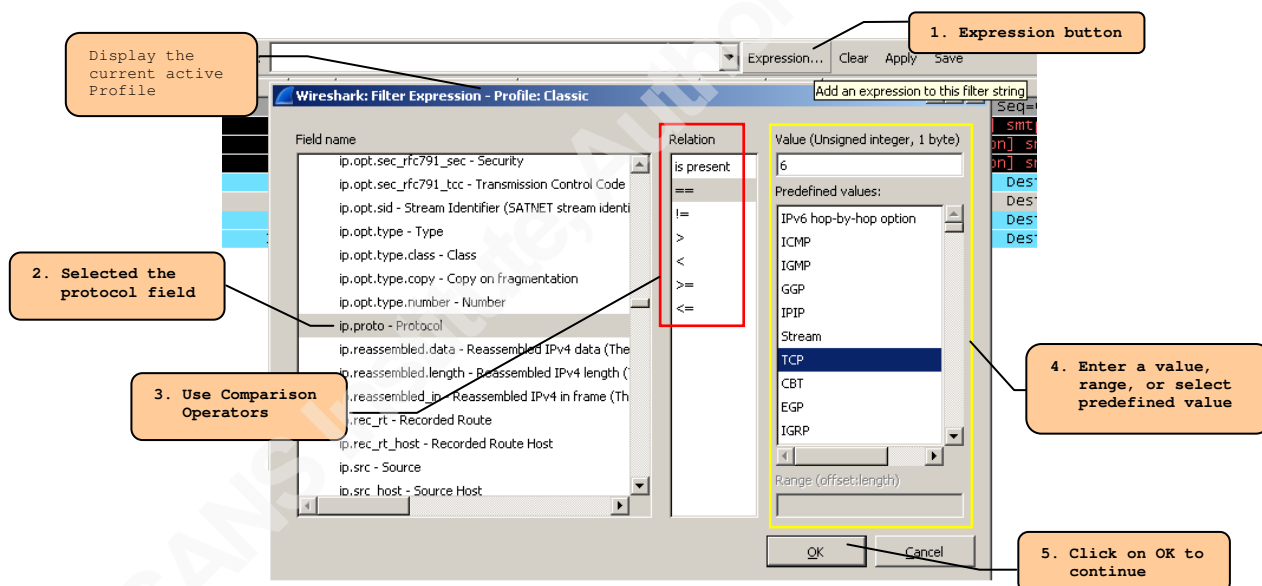 1. Expression button
Display the
current active
Profile
Expression... Clear Apply Save
Add an expression to this filter string
Wireshark: Filter Expression - Profile: Classic
Field name
ip.opt.sec_rfc791_sec - Security
ip.opt.sec_rfc791_tcc - Transmission Control Code
ip.opt.sid - Stream Identifier (SATNET stream identi
ip.opt.type - Type
ip.opt.type.class - Class
ip.opt.type.copy - Copy on fragmentation
ip.opt.type.number - Number
ip.proto - Protocol
ip.reassembled.data - Reassembled IPv4 data (The
ip.reassembled.length - Reassembled IPv4 length (
ip.reassembled_in - Reassembled IPv4 in frame (Th
ip.rec_rt - Recorded Route
ip.rec_rt_host - Recorded Route Host
ip.src - Source
ip.src_host - Source Host
Relation
is present
==
!=
>
<
>=
<=
Value (Unsigned integer, 1 byte)
6
Predefined values:
IPv6 hop-by-hop option
ICMP
IGMP
GGP
IPIP
Stream
TCP
CBT
EGP
IGRP
Range (offset:length)
OK Cancel
2. Selected the
protocol field
3. Use Comparison
Operators
4. Enter a value,
range, or select
predefined value
5. Click on OK to
continue
Seq=
Dest
Dest
Dest
Dest
SANS Institute, Author